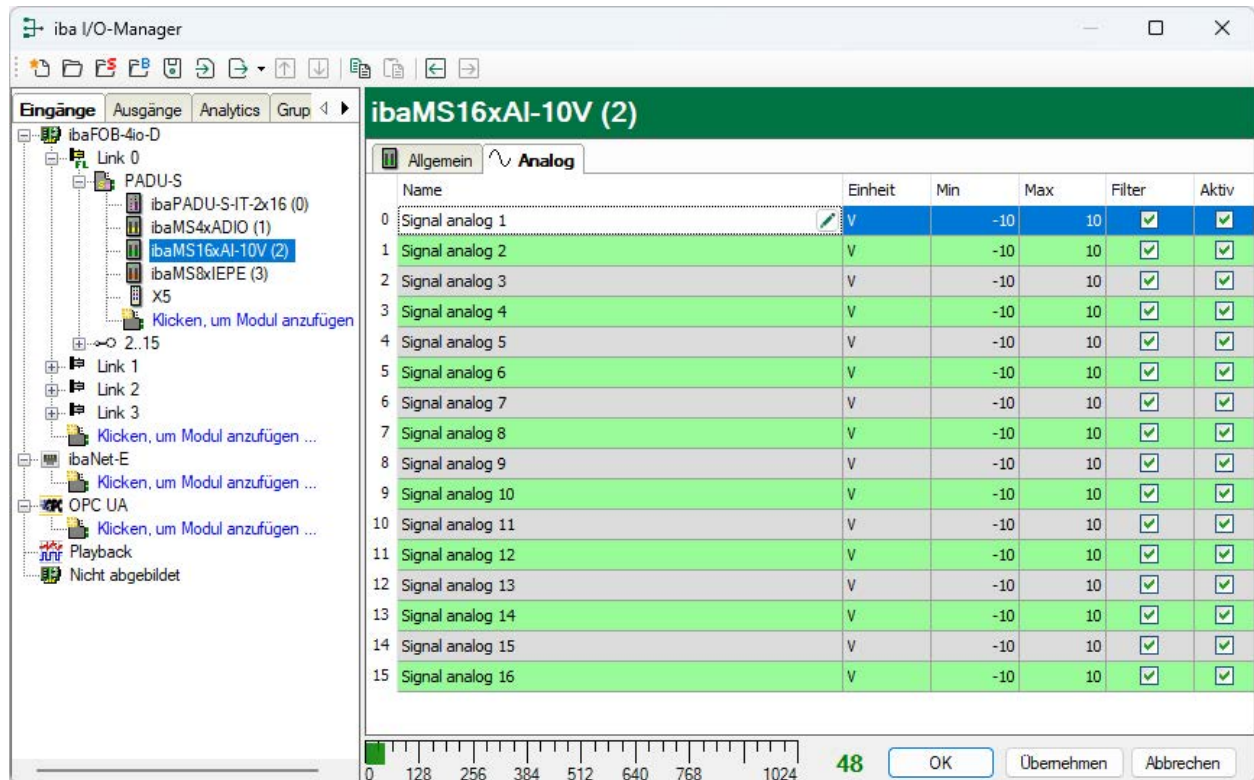 iba I/O-Manager
Eingänge Ausgänge Analytics Grup
ibaFOB-4io-D
Link 0
PADU-S
ibaPADU-S-IT-2x16 (0)
ibaMS4xADIO (1)
ibaMS16xAI-10V (2)
ibaMS8xIEPE (3)
X5
Klicken, um Modul anzufügen
2..15
Link 1
Link 2
Link 3
Klicken, um Modul anzufügen ...
ibaNet-E
Klicken, um Modul anzufügen ...
OPC UA
Klicken, um Modul anzufügen ...
Playback
Nicht abgebildet
ibaMS16xAI-10V (2)
Allgemein Analog
Name Einheit Min Max Filter Aktiv
0 Signal analog 1 V -10 10
1 Signal analog 2 V -10 10
2 Signal analog 3 V -10 10
3 Signal analog 4 V -10 10
4 Signal analog 5 V -10 10
5 Signal analog 6 V -10 10
6 Signal analog 7 V -10 10
7 Signal analog 8 V -10 10
8 Signal analog 9 V -10 10
9 Signal analog 10 V -10 10
10 Signal analog 11 V -10 10
11 Signal analog 12 V -10 10
12 Signal analog 13 V -10 10
13 Signal analog 14 V -10 10
14 Signal analog 15 V -10 10
15 Signal analog 16 V -10 10
0 128 256 384 512 640 768 1024 48 OK Übernehmen Abbrechen